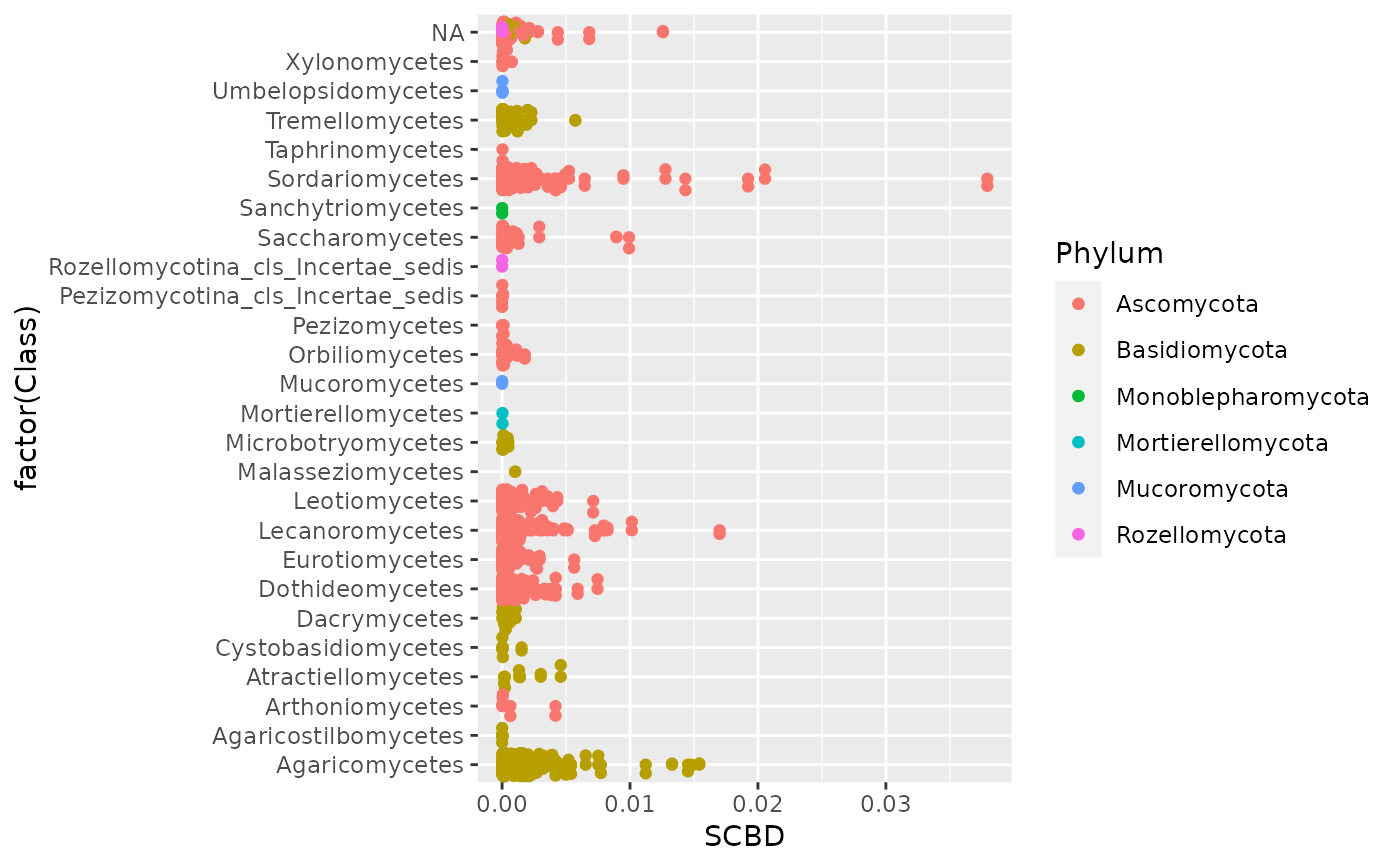 NA
Xylonomycetes
Umbelopsidomycetes
Tremellomycetes
Taphrinomycetes
Sordariomycetes
Sanchytriomycetes
Saccharomycetes
Rozellomycotina_cls_Incertae_sedis
Pezizomycotina_cls_Incertae_sedis
Pezizomycetes
Orbiliomycetes
Mucoromycetes
Mortierellomycetes
Microbotryomycetes
Malasseziomycetes
Leotiomycetes
Lecanoromycetes
Eurotiomycetes
Dothideomycetes
Dacrymycetes
Cystobasidiomycetes
Atractiellomycetes
Arthoniomycetes
Agaricostilbomycetes
Agaricomycetes
factor(Class)
0.00 0.01 0.02 0.03
SCBD
Phylum
Ascomycota
Basidiomycota
Monoblepharomycota
Mortierellomycota
Mucoromycota
Rozellomycota